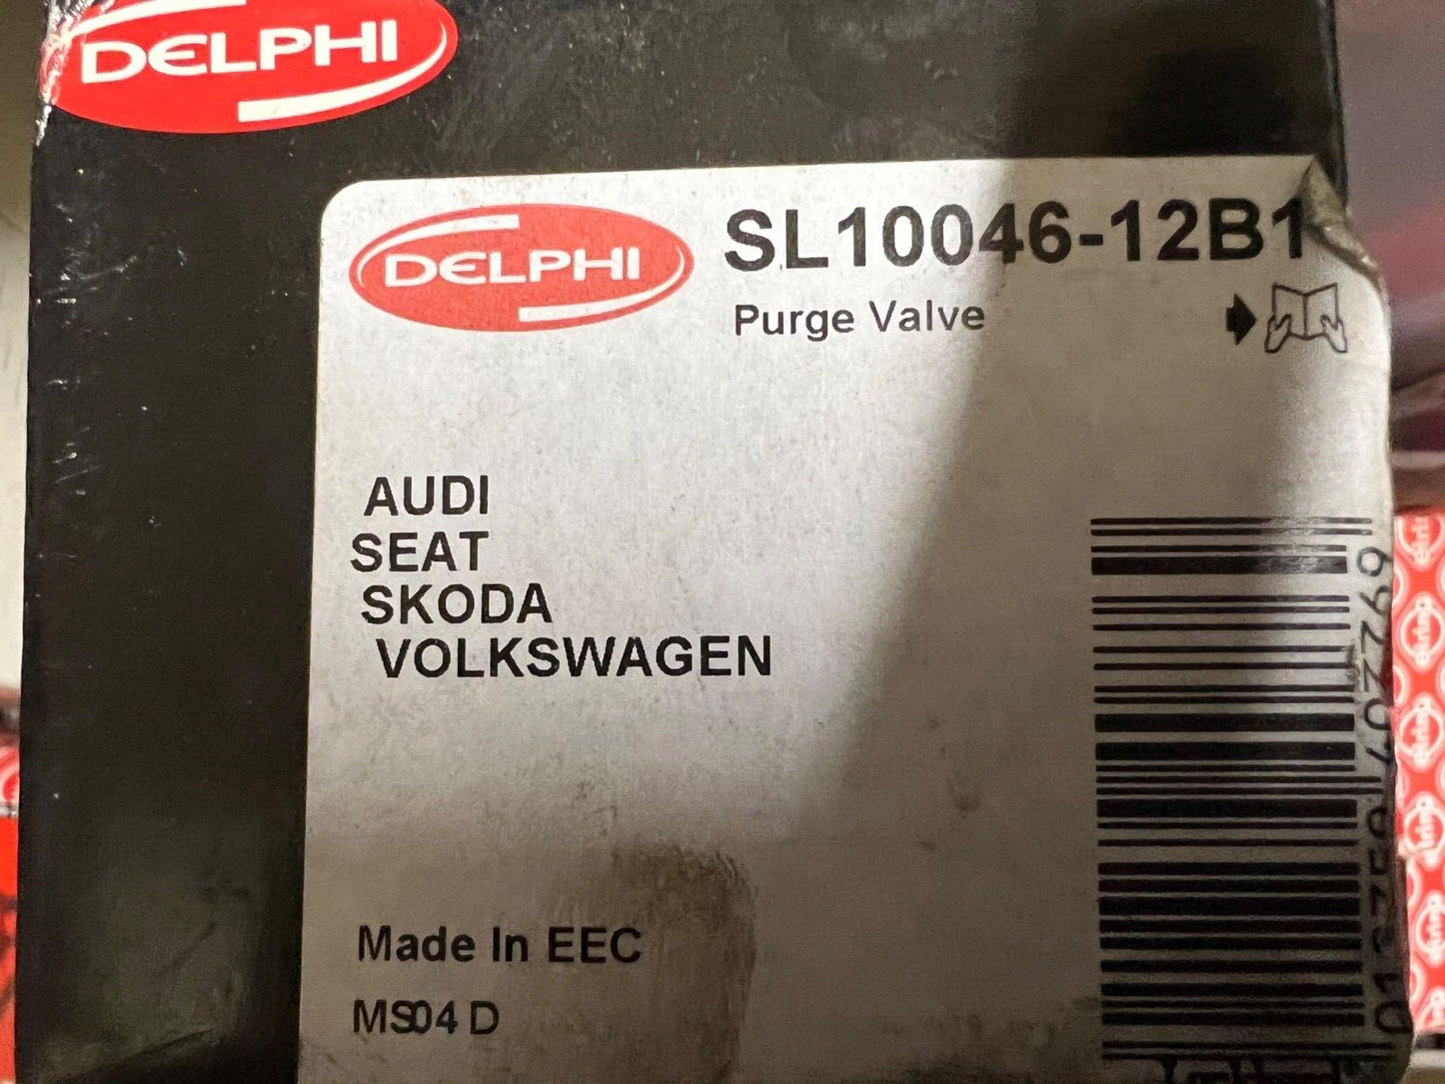 DELPHI
DELPHI
SL10046-12B1
Purge Valve
AUDI
SEAT
SKODA
VOLKSWAGEN
Made In EEC
MS04 D